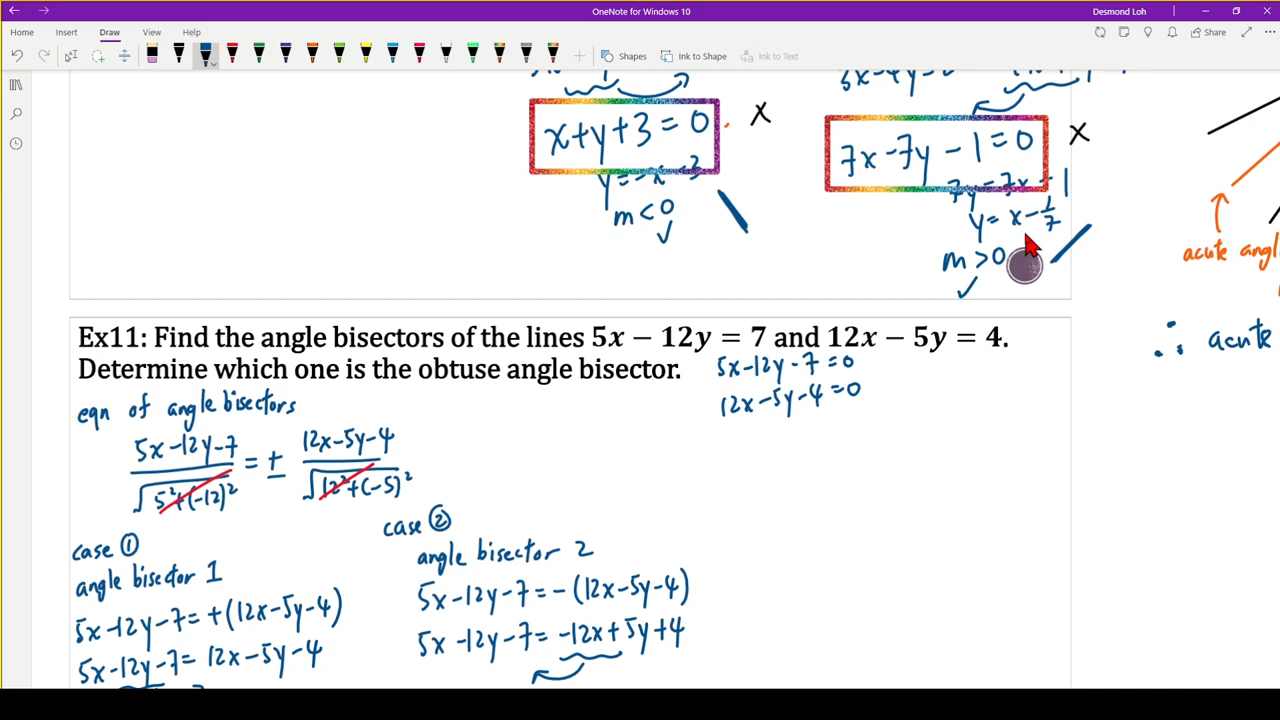 OneNote for Windows 10
Desmond Loh
Home Insert Draw View Help
Shapes Ink to Shape Ink to Text Share
x+y+3=0 x
7x-7y-1=0 x
y=-x-3
7y=7x-1
m<0
y=x-1/7
m>0
acute angl
Ex11: Find the angle bisectors of the lines 5x − 12y = 7 and 12x − 5y = 4.
Determine which one is the obtuse angle bisector.
5x-12y-7=0
12x-5y-4=0
∴ acute
eqn of angle bisectors
5x-12y-7/√5²+(-12)² = ± 12x-5y-4/√12²+(-5)²
case ①
angle bisector 1
5x-12y-7=+(12x-5y-4)
5x-12y-7=12x-5y-4
case ②
angle bisector 2
5x-12y-7=-(12x-5y-4)
5x-12y-7=-12x+5y+4